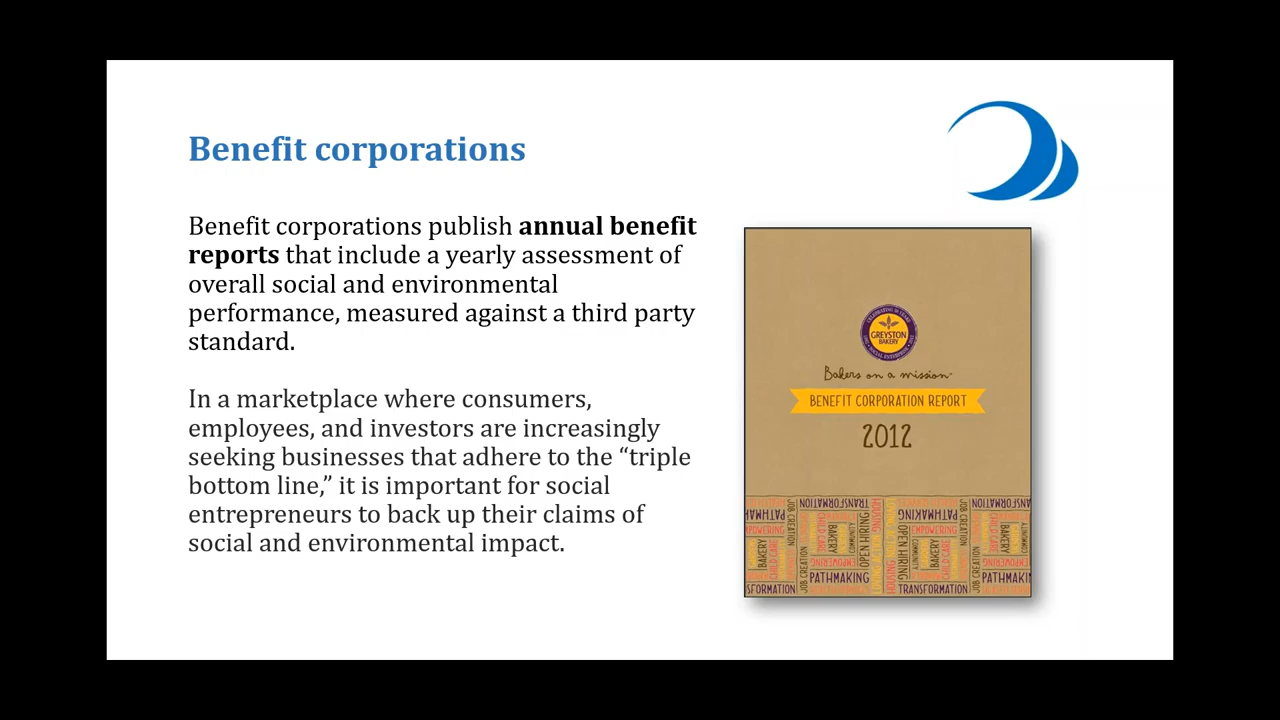 Benefit corporations
Benefit corporations publish annual benefit
reports that include a yearly assessment of
overall social and environmental
performance, measured against a third party
standard.
In a marketplace where consumers,
employees, and investors are increasingly
seeking businesses that adhere to the “triple
bottom line,” it is important for social
entrepreneurs to back up their claims of
social and environmental impact.
GREYSTON
BAKERY
Bakers on a mission
BENEFIT CORPORATION REPORT
2012
TRANSFORMATION
PATHMAKING
EMPOWERING
JOB CREATION
CHILD CARE
BAKERY
COMMUNITY
OPEN HIRING
HOUSING
PATHMAKING
TRANSFORMATION